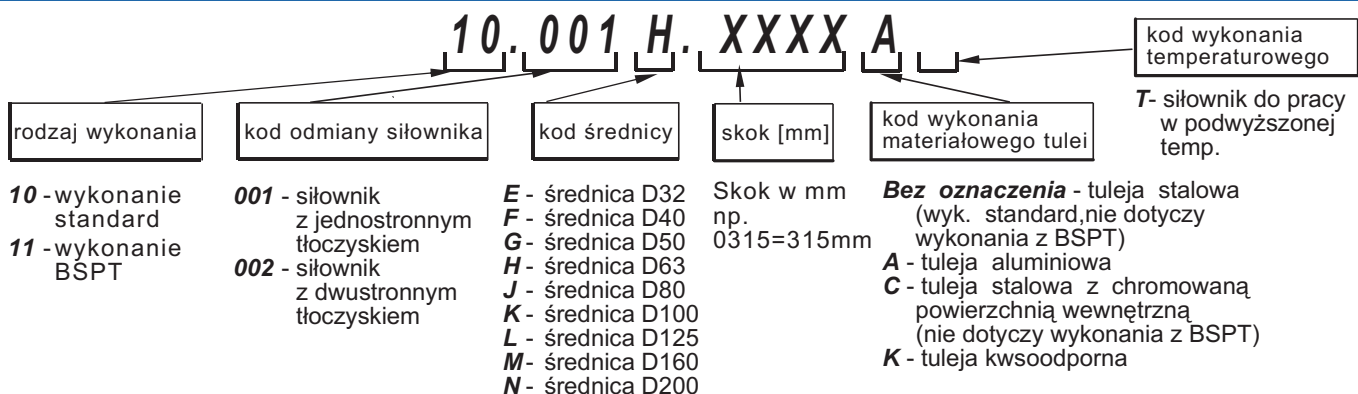 10.001 H. XXXX A
kod wykonania
temperaturowego
T- siłownik do pracy
w podwyższonej
temp.
rodzaj wykonania
10 - wykonanie
standard
11 - wykonanie
BSPT
kod odmiany siłownika
001 - siłownik
z jednostronnym
tłoczyskiem
002 - siłownik
z dwustronnym
tłoczyskiem
kod średnicy
E - średnica D32
F - średnica D40
G - średnica D50
H - średnica D63
J - średnica D80
K - średnica D100
L - średnica D125
M - średnica D160
N - średnica D200
skok [mm]
Skok w mm
np.
0315=315mm
kod wykonania
materiałowego tulei
Bez oznaczenia - tuleja stalowa
(wyk. standard,nie dotyczy
wykonania z BSPT)
A - tuleja aluminiowa
C - tuleja stalowa z chromowaną
powierzchnią wewnętrzną
(nie dotyczy wykonania z BSPT)
K - tuleja kwsoodporna